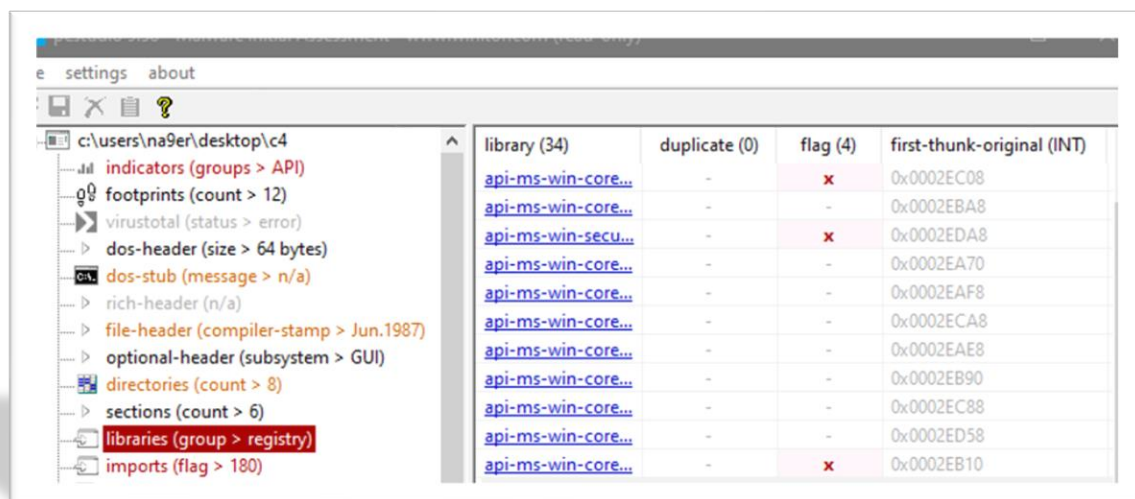 settings about
c:\users\na9er\desktop\c4
indicators (groups > API)
footprints (count > 12)
virustotal (status > error)
dos-header (size > 64 bytes)
dos-stub (message > n/a)
rich-header (n/a)
file-header (compiler-stamp > Jun.1987)
optional-header (subsystem > GUI)
directories (count > 8)
sections (count > 6)
libraries (group > registry)
imports (flag > 180)
library (34) duplicate (0) flag (4) first-thunk-original (INT)
api-ms-win-core... - x 0x0002EC08
api-ms-win-core... - - 0x0002EBA8
api-ms-win-secu... - x 0x0002EDA8
api-ms-win-core... - - 0x0002EA70
api-ms-win-core... - - 0x0002EAF8
api-ms-win-core... - - 0x0002ECA8
api-ms-win-core... - - 0x0002EAE8
api-ms-win-core... - - 0x0002EB90
api-ms-win-core... - - 0x0002EC88
api-ms-win-core... - - 0x0002ED58
api-ms-win-core... - x 0x0002EB10